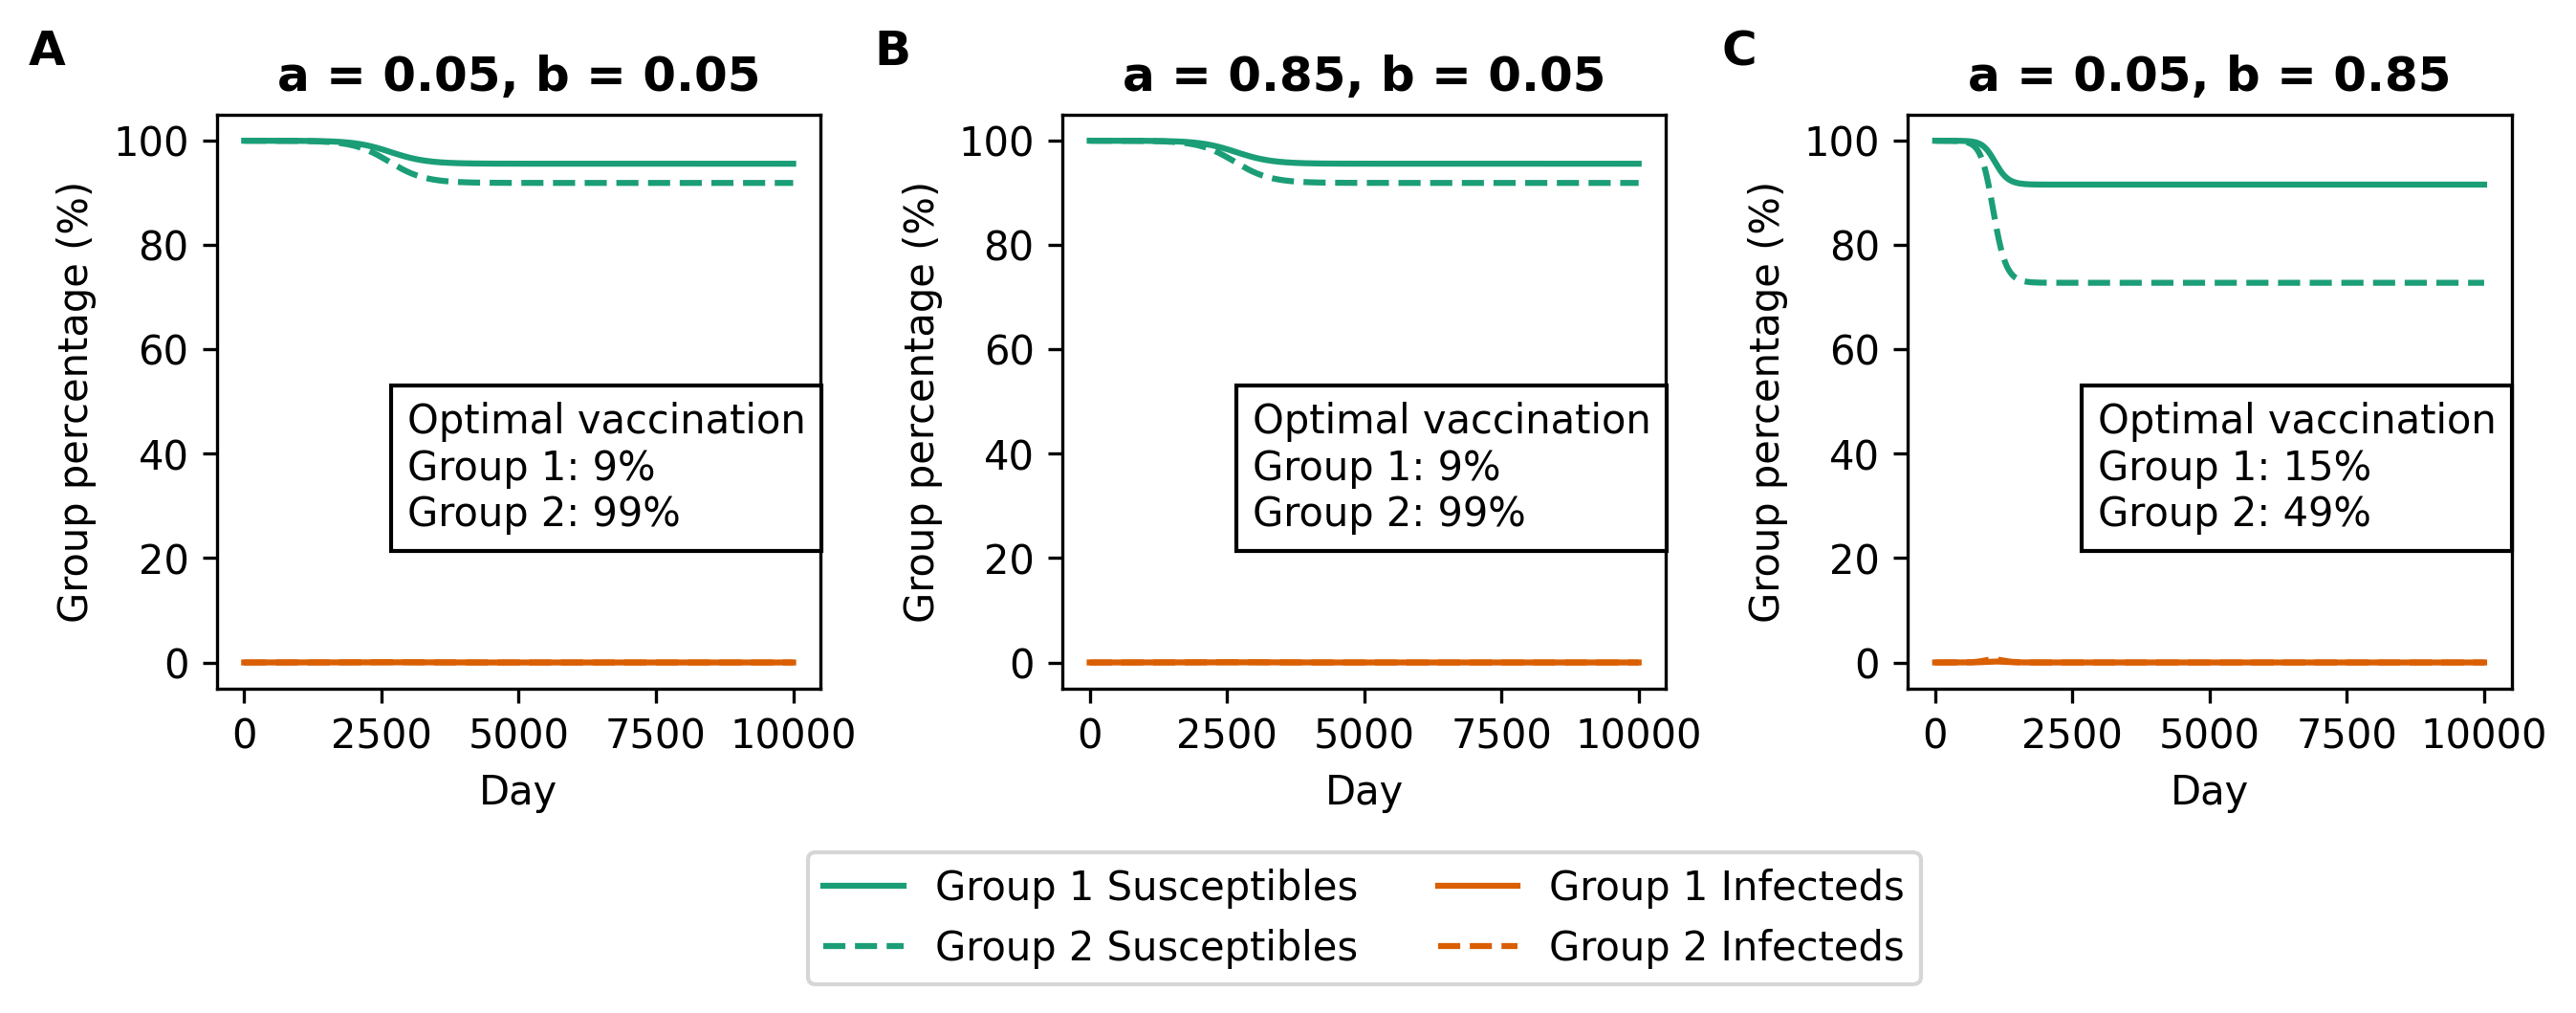 A
a = 0.05, b = 0.05
Group percentage (%)
100
80
60
40
20
0
Optimal vaccination
Group 1: 9%
Group 2: 99%
0 2500 5000 7500 10000
Day
B
a = 0.85, b = 0.05
Group percentage (%)
100
80
60
40
20
0
Optimal vaccination
Group 1: 9%
Group 2: 99%
0 2500 5000 7500 10000
Day
C
a = 0.05, b = 0.85
Group percentage (%)
100
80
60
40
20
0
Optimal vaccination
Group 1: 15%
Group 2: 49%
0 2500 5000 7500 10000
Day
Group 1 Susceptibles
Group 2 Susceptibles
Group 1 Infecteds
Group 2 Infecteds